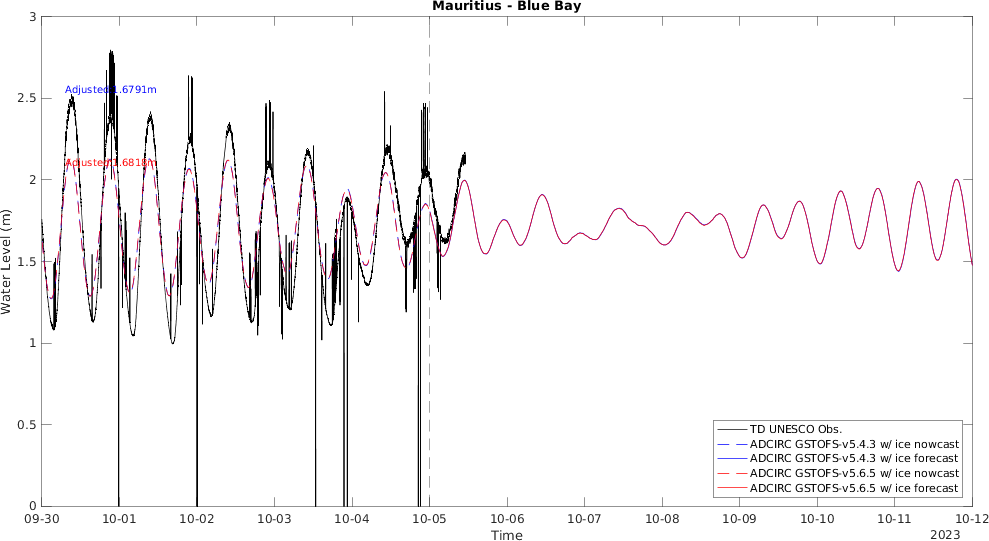 Mauritius - Blue Bay
3
2.5
2
1.5
1
0.5
0
Water Level (m)
Adjusted 1.6791m
Adjusted 1.6818m
TD UNESCO Obs.
ADCIRC GSTOFS-v5.4.3 w/ ice nowcast
ADCIRC GSTOFS-v5.4.3 w/ ice forecast
ADCIRC GSTOFS-v5.6.5 w/ ice nowcast
ADCIRC GSTOFS-v5.6.5 w/ ice forecast
09-30 10-01 10-02 10-03 10-04 10-05 10-06 10-07 10-08 10-09 10-10 10-11 10-12
Time
2023